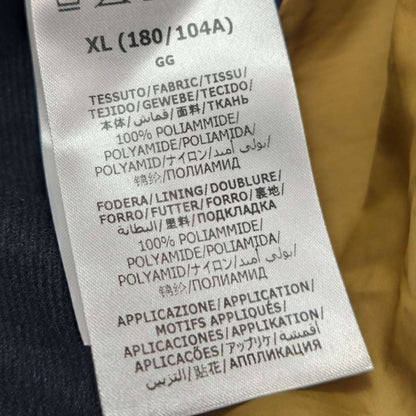 XL (180/104A)
GG
TESSUTO/FABRIC/TISSU/
TEJIDO/GEWEBE/TECIDO/
本体/قماش/面料/ТКАНЬ
100% POLIAMMIDE/
POLYAMIDE/POLIAMIDA/
POLYAMID/ナイロン/بولي أميد/
锦纶/ПОЛИАМИД
FODERA/LINING/DOUBLURE/
FORRO/FUTTER/FORRO/裏地/
البطانة/里料/ПОДКЛАДКА
100% POLIAMMIDE/
POLYAMIDE/POLIAMIDA/
POLYAMID/ナイロン/بولي أميد/
锦纶/ПОЛИАМИД
APPLICAZIONE/APPLICATION/
MOTIFS APPLIQUÉS/
APLICACIONES/APPLIKATION/
APLICAÇÕES/アップリケ/أقمشة
التزيين/貼花/АППЛИКАЦИЯ